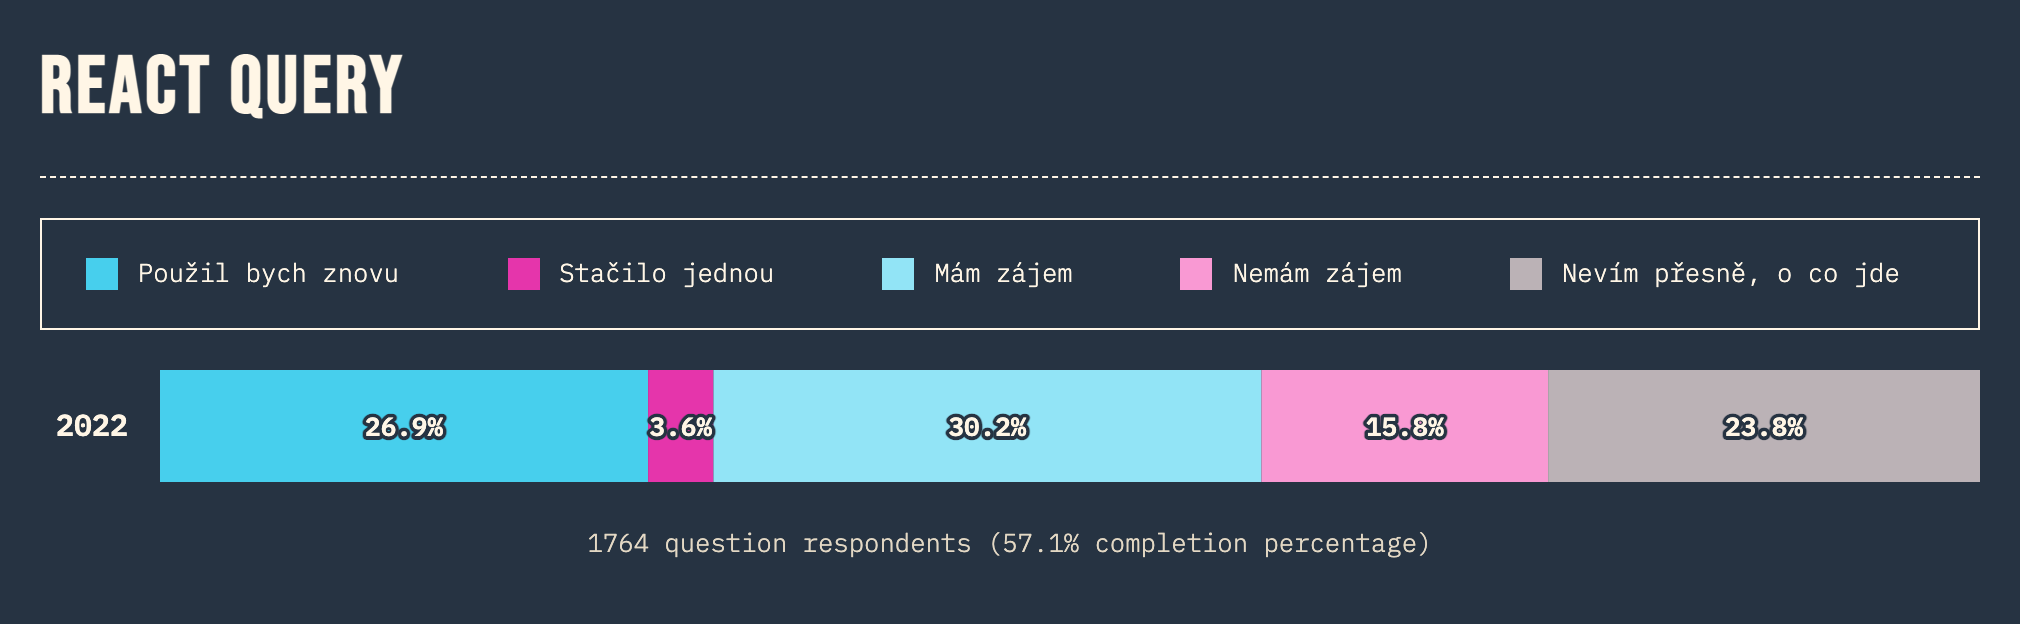 REACT QUERY
Použil bych znovu Stačilo jednou Mám zájem Nemám zájem Nevím přesně, o co jde
2022 26.9% 3.6% 30.2% 15.8% 23.8%
1764 question respondents (57.1% completion percentage)